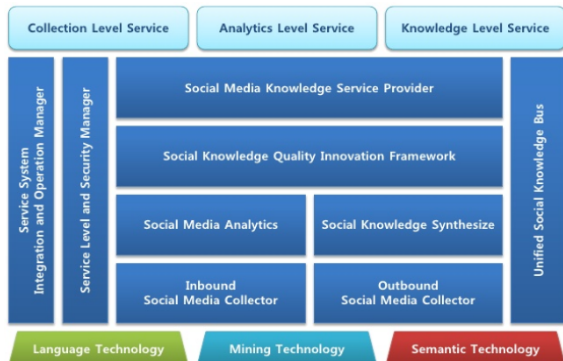 Collection Level Service
Analytics Level Service
Knowledge Level Service
Service System
Integration and Operation Manager
Service Level and Security Manager
Social Media Knowledge Service Provider
Social Knowledge Quality Innovation Framework
Social Media Analytics
Social Knowledge Synthesize
Inbound
Social Media Collector
Outbound
Social Media Collector
Unified Social Knowledge Bus
Language Technology
Mining Technology
Semantic Technology